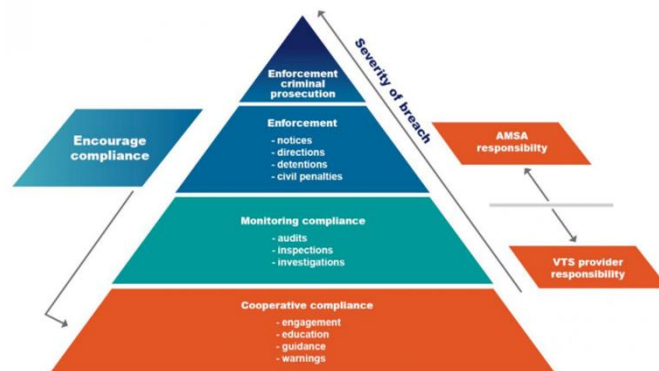 Enforcement
criminal
prosecution
Enforcement
- notices
- directions
- detentions
- civil penalties
Monitoring compliance
- audits
- inspections
- investigations
Cooperative compliance
- engagement
- education
- guidance
- warnings
Encourage
compliance
Severity of breach
AMSA
responsibilty
VTS provider
responsibility